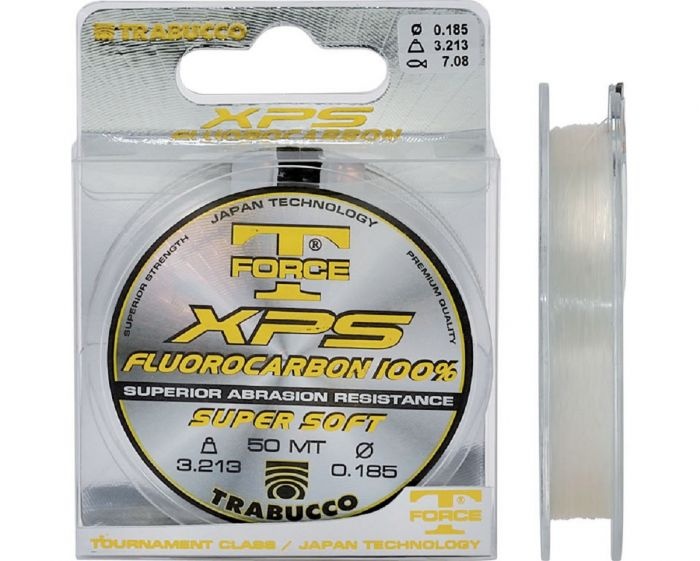 TRABUCCO
Ø 0.185
3.213
7.08
XPS
FLUOROCARBON
JAPAN TECHNOLOGY
SUPERIOR STRENGTH
PREMIUM QUALITY
T®
FORCE
XPS
FLUOROCARBON 100%
SUPERIOR ABRASION RESISTANCE
SUPER SOFT
50 MT Ø
3.213 0.185
TRABUCCO
T®
FORCE
TOURNAMENT CLASS / JAPAN TECHNOLOGY